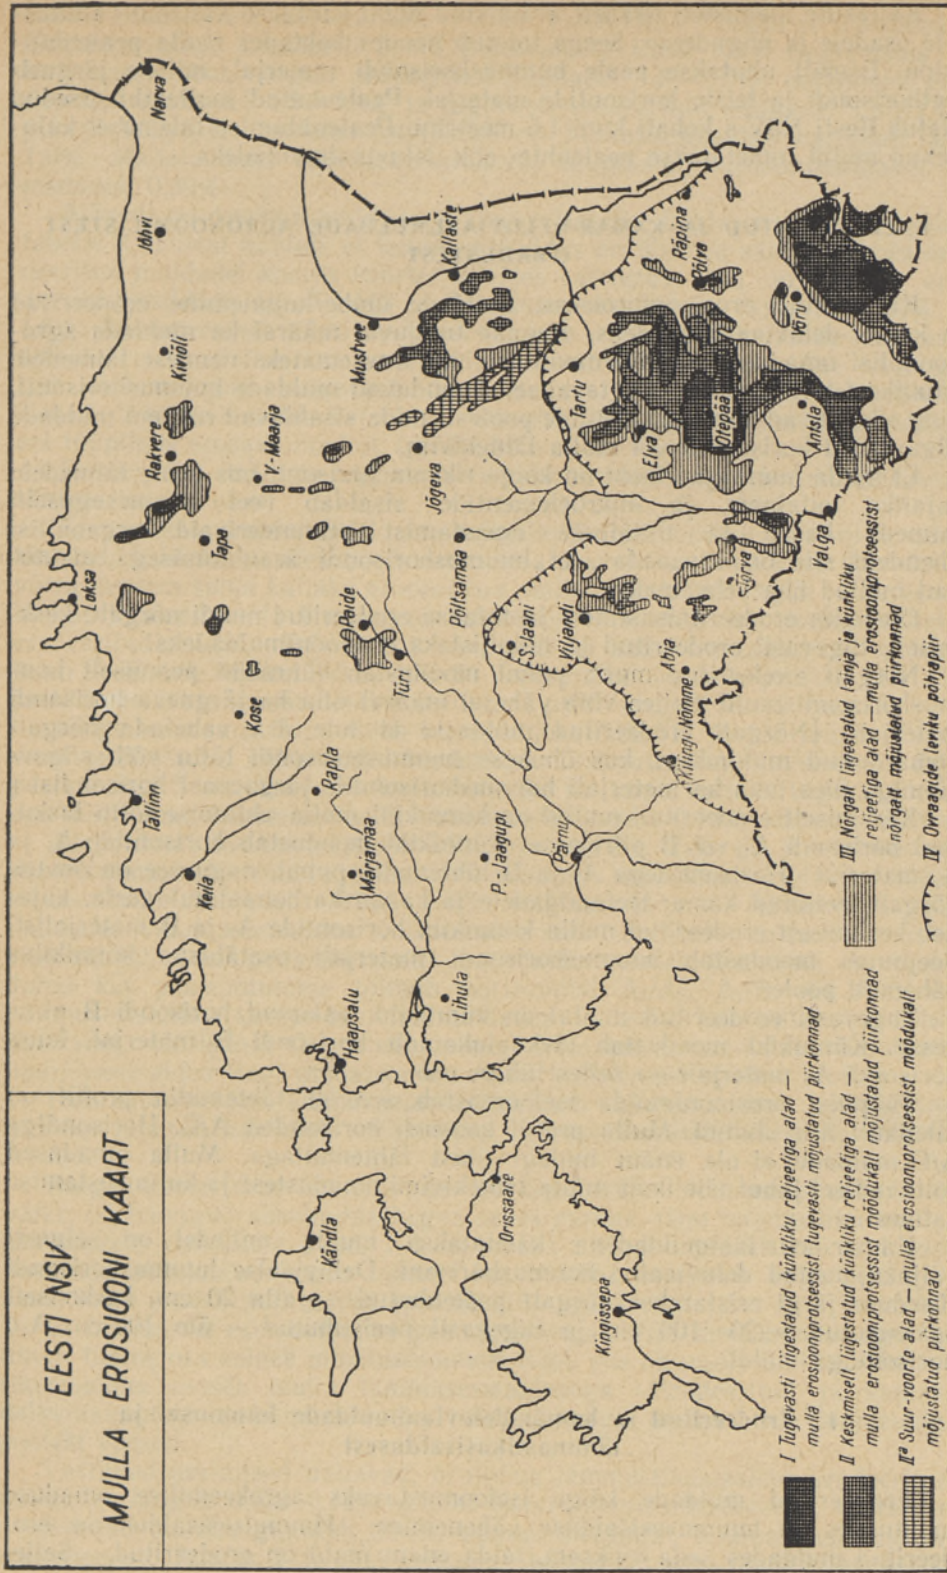 EESTI NSV
MULLA EROSIOONI KAART
Narva
Jõhvi
Kiviõli
Rakvere
V.-Maarja
Tapa
Loksa
Mustvee
Kallaste
Jõgeva
Põltsamaa
Paide
Türi
Kose
Rapla
Tallinn
Keila
Märjamaa
P.-Jaagupi
Pärnu
Haapsalu
Lihula
Kärdla
Orissaare
Kingissepa
Tartu
Elva
Otepää
Räpina
Põlva
Võru
Antsla
Valga
Tõrva
S.-Jaani
Viljandi
Abja
Kilingi-Nõmme
I Tugevasti liigestatud künkliku reljeefiga alad —
mulla erosiooniprotsessist tugevasti mõjustatud piirkonnad
II Keskmiselt liigestatud künkliku reljeefiga alad —
mulla erosiooniprotsessist mõõdukalt mõjustatud piirkonnad
IIª Suur-voorte alad — mulla erosiooniprotsessist mõõdukalt
mõjustatud piirkonnad
III Nõrgalt liigestatud lainja ja künkliku
reljeefiga alad — mulla erosiooniprotsessist
nõrgalt mõjustatud piirkonnad
IV Ovraagide leviku põhjapiir